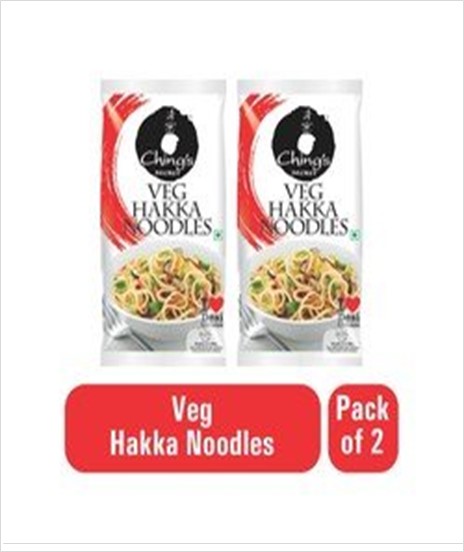 Ching's
SECRET
VEG
HAKKA
NOODLES
Ching's
SECRET
VEG
HAKKA
NOODLES
Veg
Hakka Noodles
Pack
of 2